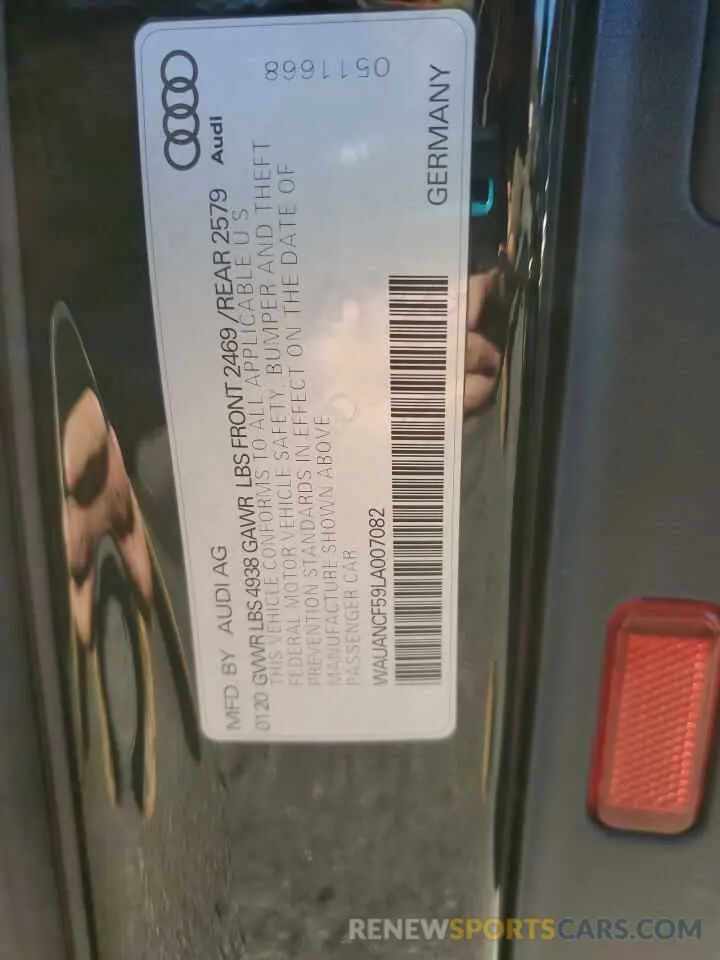 0511668
Audi
GERMANY
MFD. BY AUDI AG
0120 GVWR LBS 4938 GAWR LBS FRONT 2469 / REAR 2579
THIS VEHICLE CONFORMS TO ALL APPLICABLE U S
FEDERAL MOTOR VEHICLE SAFETY, BUMPER AND THEFT
PREVENTION STANDARDS IN EFFECT ON THE DATE OF
MANUFACTURE SHOWN ABOVE
PASSENGER CAR
WAUANCF59LA007082
RENEWSPORTSCARS.COM